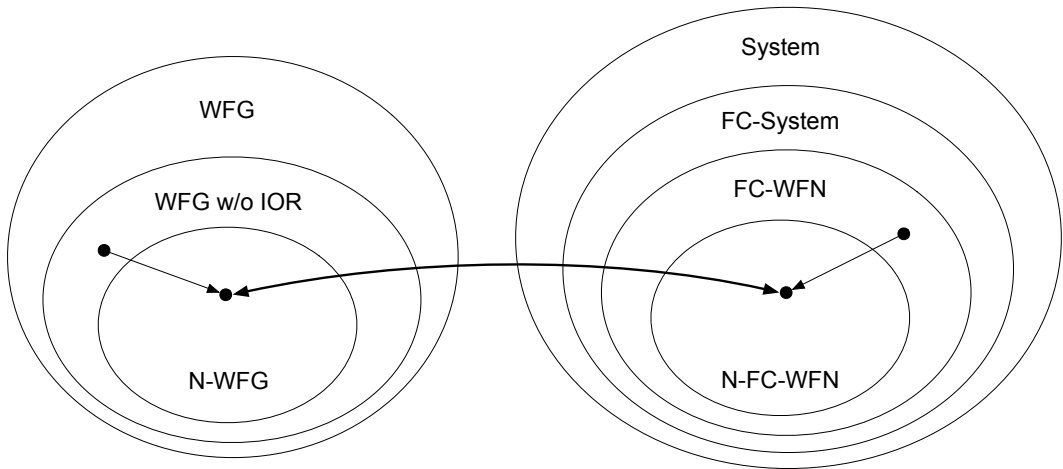 WFG
WFG w/o IOR
N-WFG
System
FC-System
FC-WFN
N-FC-WFN